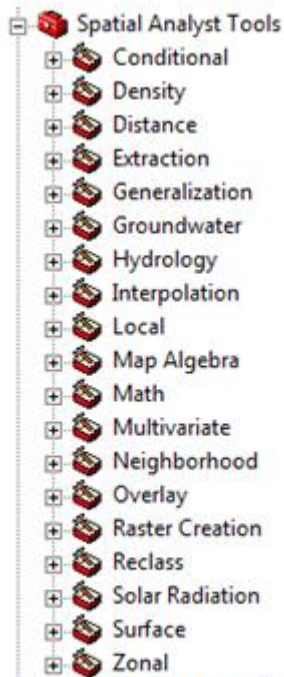 Spatial Analyst Tools
Conditional
Density
Distance
Extraction
Generalization
Groundwater
Hydrology
Interpolation
Local
Map Algebra
Math
Multivariate
Neighborhood
Overlay
Raster Creation
Reclass
Solar Radiation
Surface
Zonal